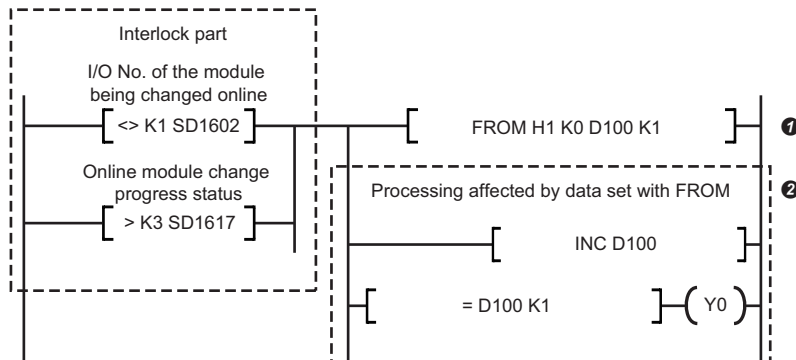 Interlock part
I/O No. of the module
being changed online
<> K1 SD1602
FROM H1 K0 D100 K1
❶
Online module change
progress status
> K3 SD1617
Processing affected by data set with FROM
❷
INC D100
= D100 K1
Y0